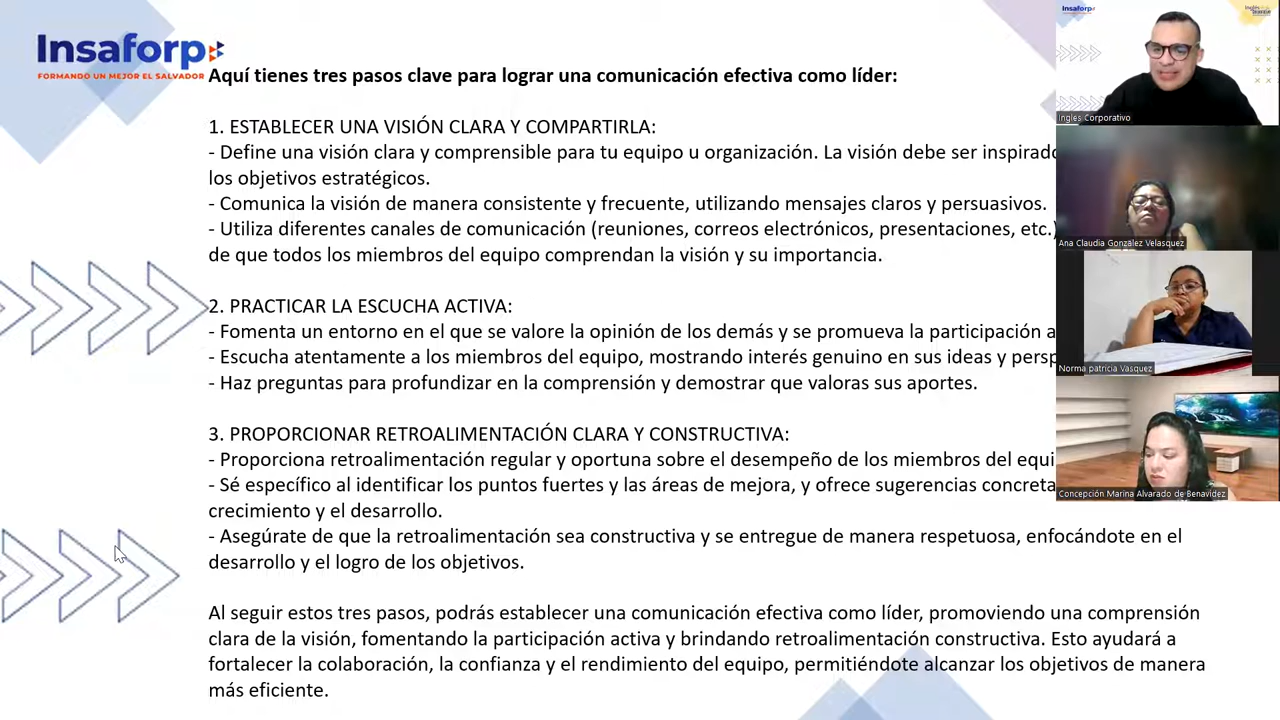 Insaforp
FORMANDO UN MEJOR EL SALVADOR
Aquí tienes tres pasos clave para lograr una comunicación efectiva como líder:
1. ESTABLECER UNA VISIÓN CLARA Y COMPARTIRLA:
- Define una visión clara y comprensible para tu equipo u organización. La visión debe ser
los objetivos estratégicos.
- Comunica la visión de manera consistente y frecuente, utilizando mensajes claros y persuasivos.
- Utiliza diferentes canales de comunicación (reuniones, correos electrónicos, presentaciones, etc.)
de que todos los miembros del equipo comprendan la visión y su importancia.
2. PRACTICAR LA ESCUCHA ACTIVA:
- Fomenta un entorno en el que se valore la opinión de los demás y se promueva la participación
- Escucha atentamente a los miembros del equipo, mostrando interés genuino en sus ideas y
- Haz preguntas para profundizar en la comprensión y demostrar que valoras sus aportes.
3. PROPORCIONAR RETROALIMENTACIÓN CLARA Y CONSTRUCTIVA:
- Proporciona retroalimentación regular y oportuna sobre el desempeño de los miembros del
- Sé específico al identificar los puntos fuertes y las áreas de mejora, y ofrece sugerencias
crecimiento y el desarrollo.
- Asegúrate de que la retroalimentación sea constructiva y se entregue de manera respetuosa, enfocándote en el
desarrollo y el logro de los objetivos.
Al seguir estos tres pasos, podrás establecer una comunicación efectiva como líder, promoviendo una comprensión
clara de la visión, fomentando la participación activa y brindando retroalimentación constructiva. Esto ayudará a
fortalecer la colaboración, la confianza y el rendimiento del equipo, permitiéndote alcanzar los objetivos de manera
más eficiente.
Insaforp
Ingles Corporativo
Ana Claudia González Velasquez
Norma patricia Vásquez
Concepción Marina Alvarado de Benavidez